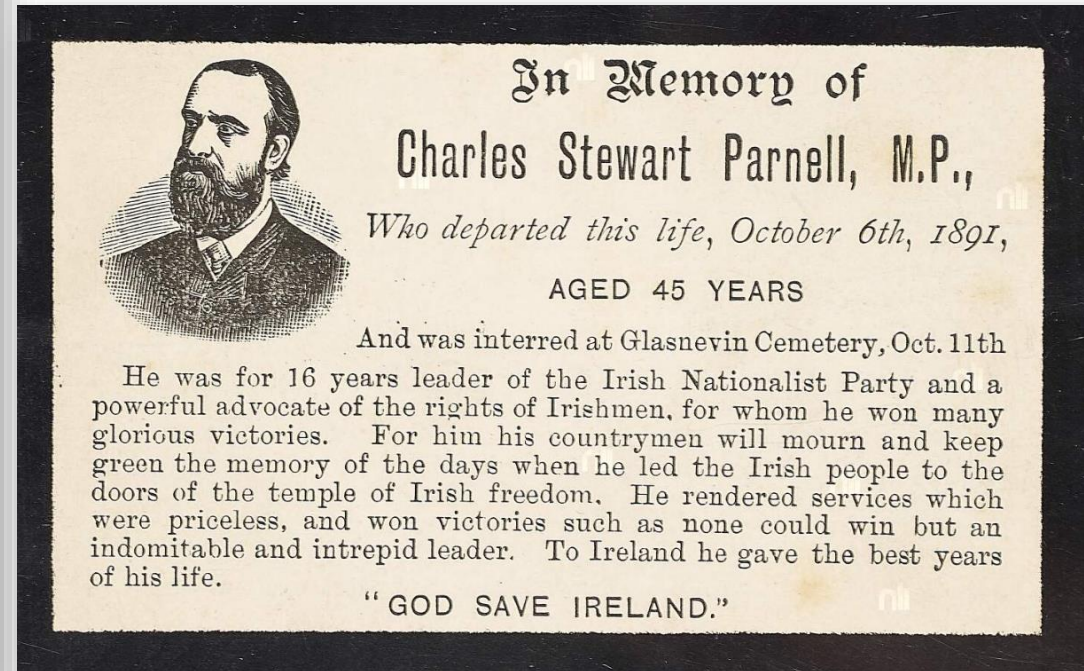 In Memory of
Charles Stewart Parnell, M.P.,
Who departed this life, October 6th, 1891,
AGED 45 YEARS
And was interred at Glasnevin Cemetery, Oct. 11th
He was for 16 years leader of the Irish Nationalist Party and a
powerful advocate of the rights of Irishmen, for whom he won many
glorious victories. For him his countrymen will mourn and keep
green the memory of the days when he led the Irish people to the
doors of the temple of Irish freedom. He rendered services which
were priceless, and won victories such as none could win but an
indomitable and intrepid leader. To Ireland he gave the best years
of his life.
"GOD SAVE IRELAND."
nli
nli
nli
nli
nli